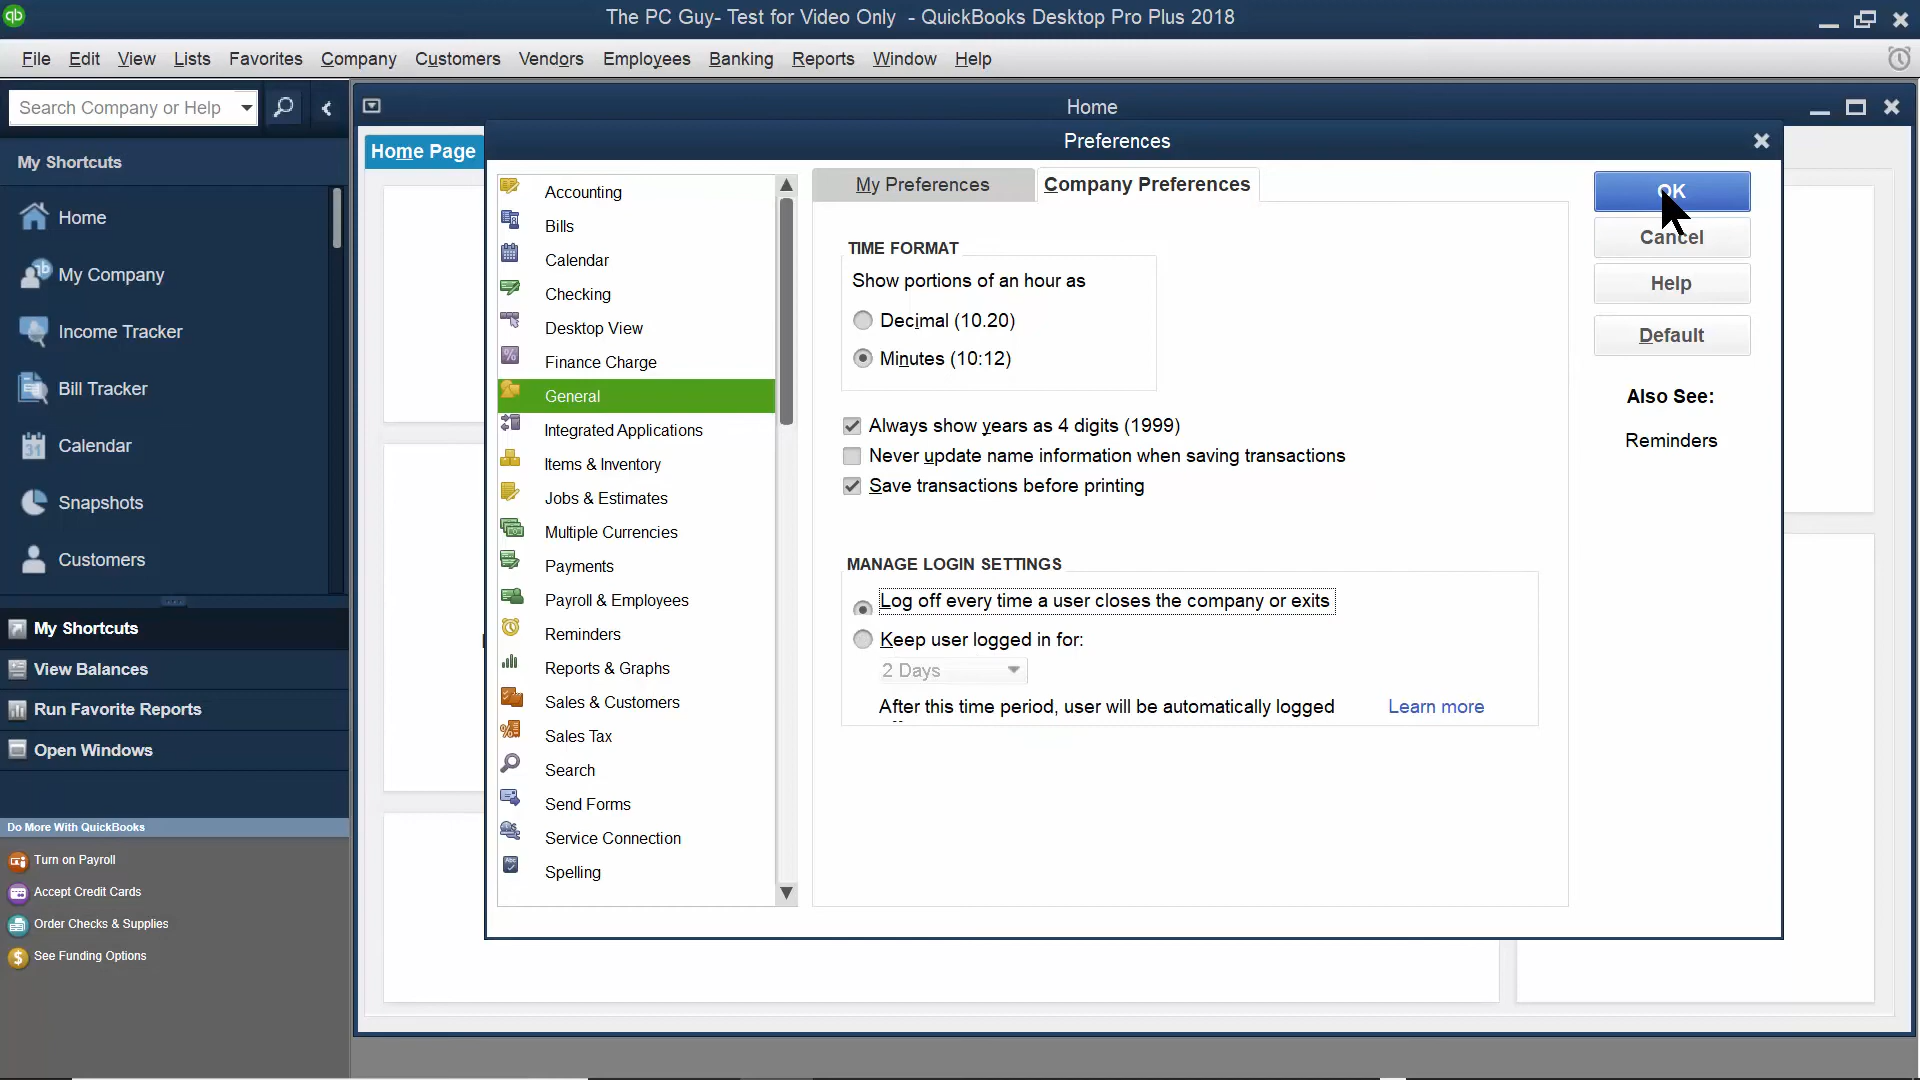 qb
The PC Guy- Test for Video Only - QuickBooks Desktop Pro Plus 2018
File Edit View Lists Favorites Company Customers Vendors Employees Banking Reports Window Help
Search Company or Help
Home
Home Page
Preferences
My Shortcuts
Home
My Company
Income Tracker
Bill Tracker
Calendar
Snapshots
Customers
My Shortcuts
View Balances
Run Favorite Reports
Open Windows
Do More With QuickBooks
Turn on Payroll
Accept Credit Cards
Order Checks & Supplies
See Funding Options
Accounting
Bills
Calendar
Checking
Desktop View
Finance Charge
General
Integrated Applications
Items & Inventory
Jobs & Estimates
Multiple Currencies
Payments
Payroll & Employees
Reminders
Reports & Graphs
Sales & Customers
Sales Tax
Search
Send Forms
Service Connection
Spelling
My Preferences
Company Preferences
TIME FORMAT
Show portions of an hour as
Decimal (10.20)
Minutes (10:12)
Always show years as 4 digits (1999)
Never update name information when saving transactions
Save transactions before printing
MANAGE LOGIN SETTINGS
Log off every time a user closes the company or exits
Keep user logged in for:
2 Days
After this time period, user will be automatically logged
Learn more
OK
Cancel
Help
Default
Also See:
Reminders